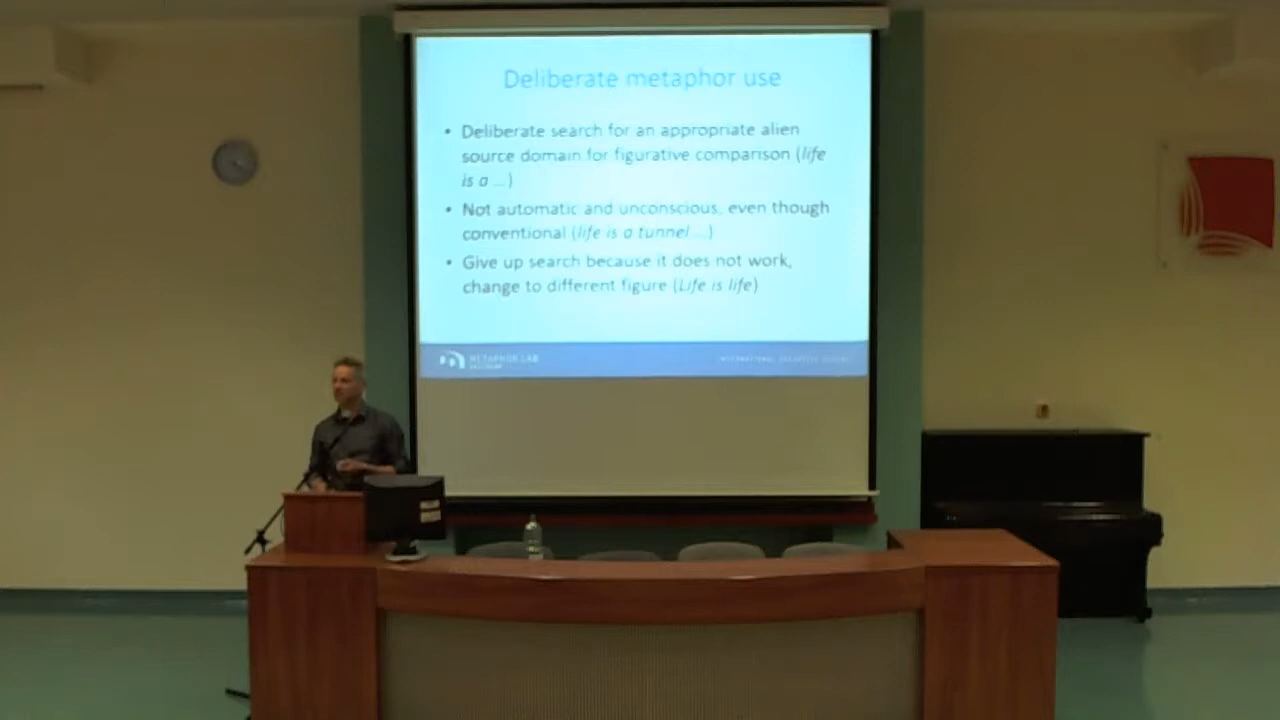 Deliberate metaphor use
• Deliberate search for an appropriate alien
source domain for figurative comparison (life
is a ...)
• Not automatic and unconscious, even though
conventional (life is a tunnel ...)
• Give up search because it does not work,
change to different figure (Life is life)
METAPHOR LAB